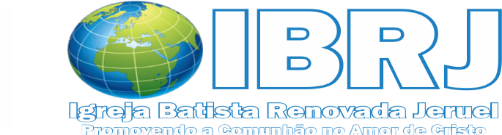 IBRJ
Igreja Batista Renovada Jeruel
Promovendo a Comunhão no Amor de Cristo